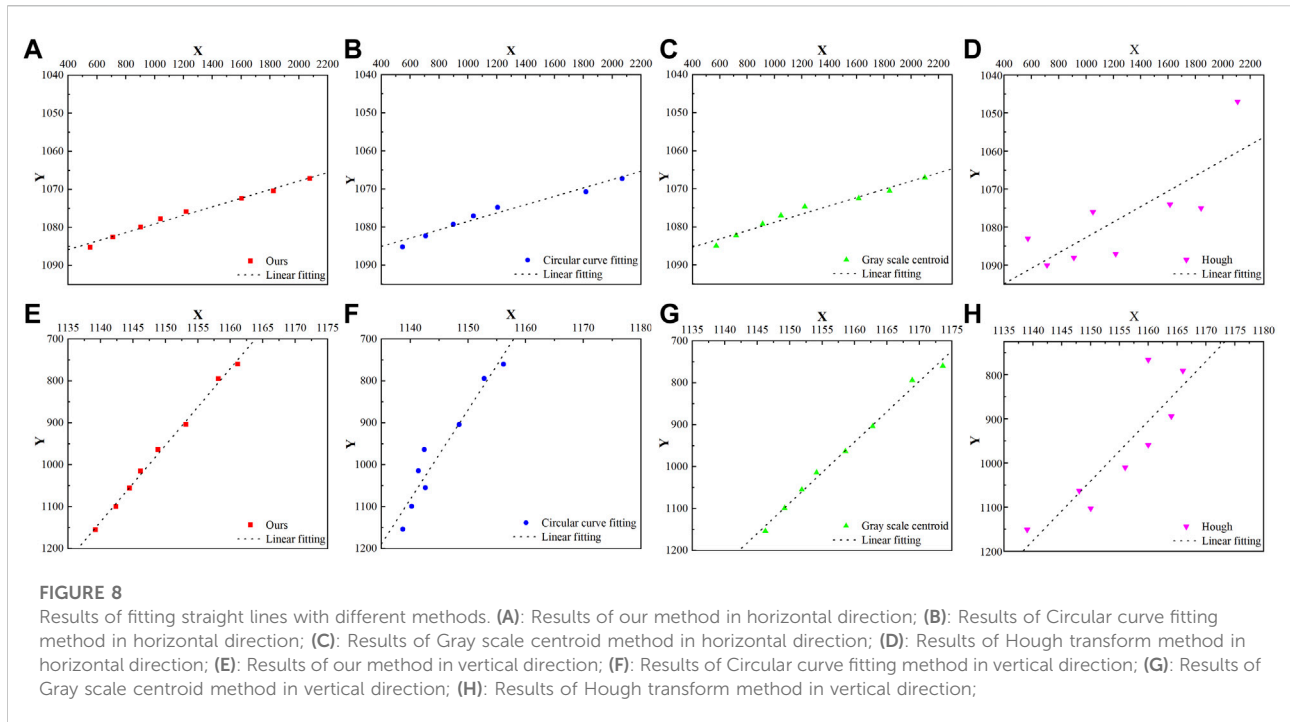 A
X
400 600 800 1000 1200 1400 1600 1800 2000 2200
1040
1050
1060
Y
1070
1080
1090
Ours
Linear fitting
B
X
400 600 800 1000 1200 1400 1600 1800 2000 2200
1040
1050
1060
Y
1070
1080
1090
Circular curve fitting
Linear fitting
C
X
400 600 800 1000 1200 1400 1600 1800 2000 2200
1040
1050
1060
Y
1070
1080
1090
Gray scale centroid
Linear fitting
D
X
400 600 800 1000 1200 1400 1600 1800 2000 2200
1040
1050
1060
Y
1070
1080
1090
Hough
Linear fitting
E
X
1135 1140 1145 1150 1155 1160 1165 1170 1175
700
800
900
Y
1000
1100
1200
Ours
Linear fitting
F
X
1140 1150 1160 1170 1180
700
800
900
Y
1000
1100
1200
Circular curve fitting
Linear fitting
G
X
1135 1140 1145 1150 1155 1160 1165 1170 1175
700
800
900
Y
1000
1100
1200
Gray scale centroid
Linear fitting
H
X
1135 1140 1145 1150 1155 1160 1165 1170 1175 1180
800
900
Y
1000
1100
1200
Hough
Linear fitting
FIGURE 8
Results of fitting straight lines with different methods. (A): Results of our method in horizontal direction; (B): Results of Circular curve fitting
method in horizontal direction; (C): Results of Gray scale centroid method in horizontal direction; (D): Results of Hough transform method in
horizontal direction; (E): Results of our method in vertical direction; (F): Results of Circular curve fitting method in vertical direction; (G): Results of
Gray scale centroid method in vertical direction; (H): Results of Hough transform method in vertical direction;